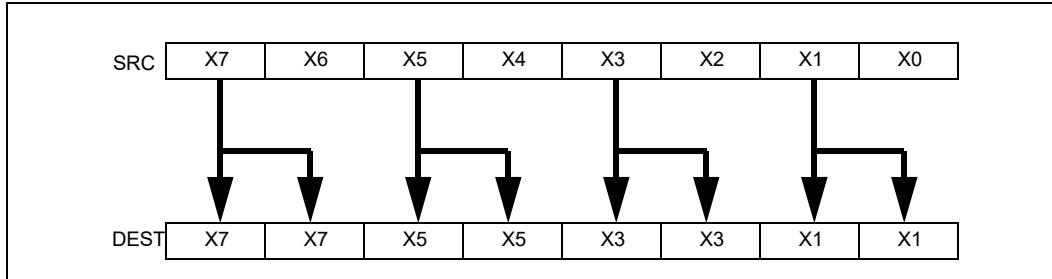 SRC X7 X6 X5 X4 X3 X2 X1 X0
DEST X7 X7 X5 X5 X3 X3 X1 X1